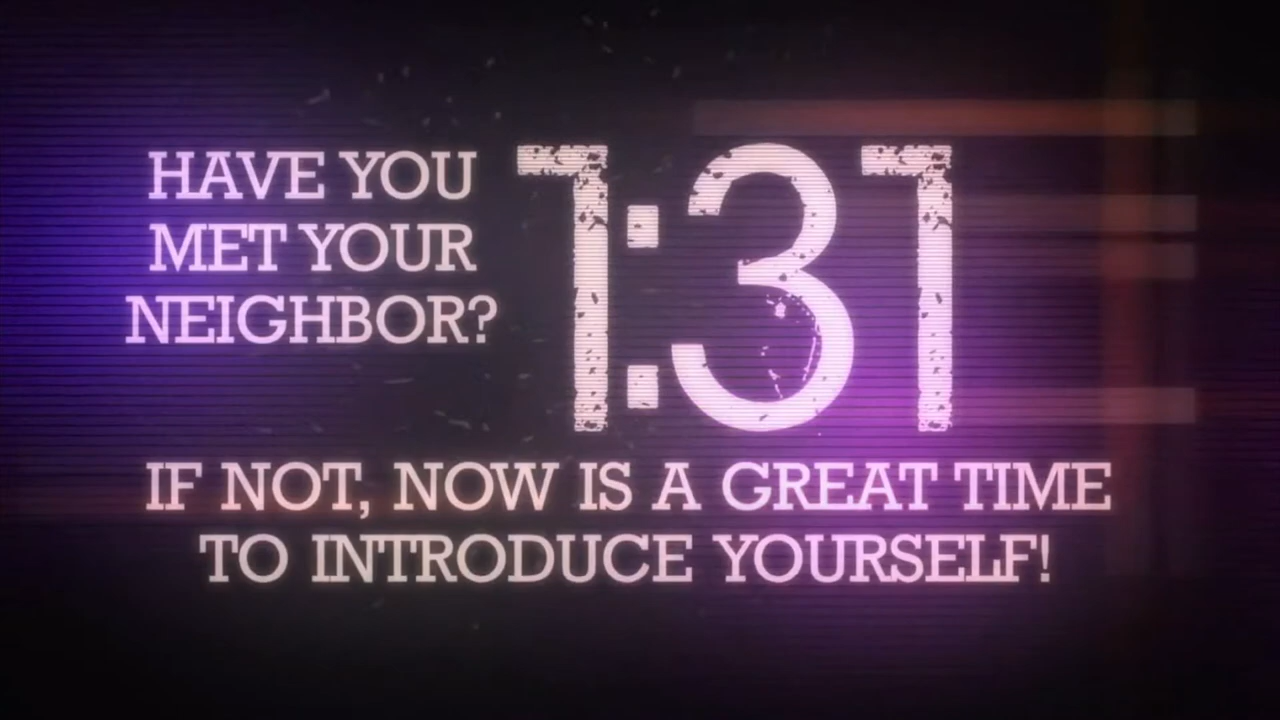 HAVE YOU
MET YOUR
NEIGHBOR?
1:31
IF NOT, NOW IS A GREAT TIME
TO INTRODUCE YOURSELF!